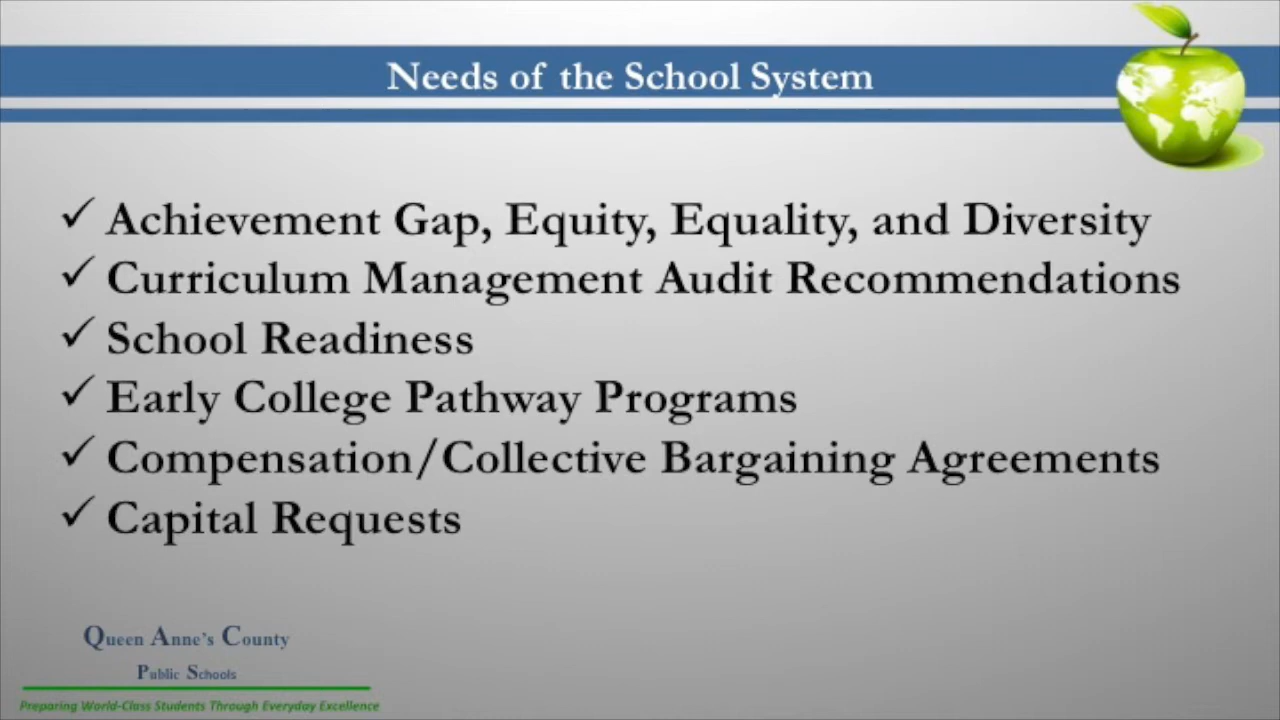 Needs of the School System
✓ Achievement Gap, Equity, Equality, and Diversity
✓ Curriculum Management Audit Recommendations
✓ School Readiness
✓ Early College Pathway Programs
✓ Compensation/Collective Bargaining Agreements
✓ Capital Requests
Queen Anne's County
Public Schools
Preparing World-Class Students Through Everyday Excellence